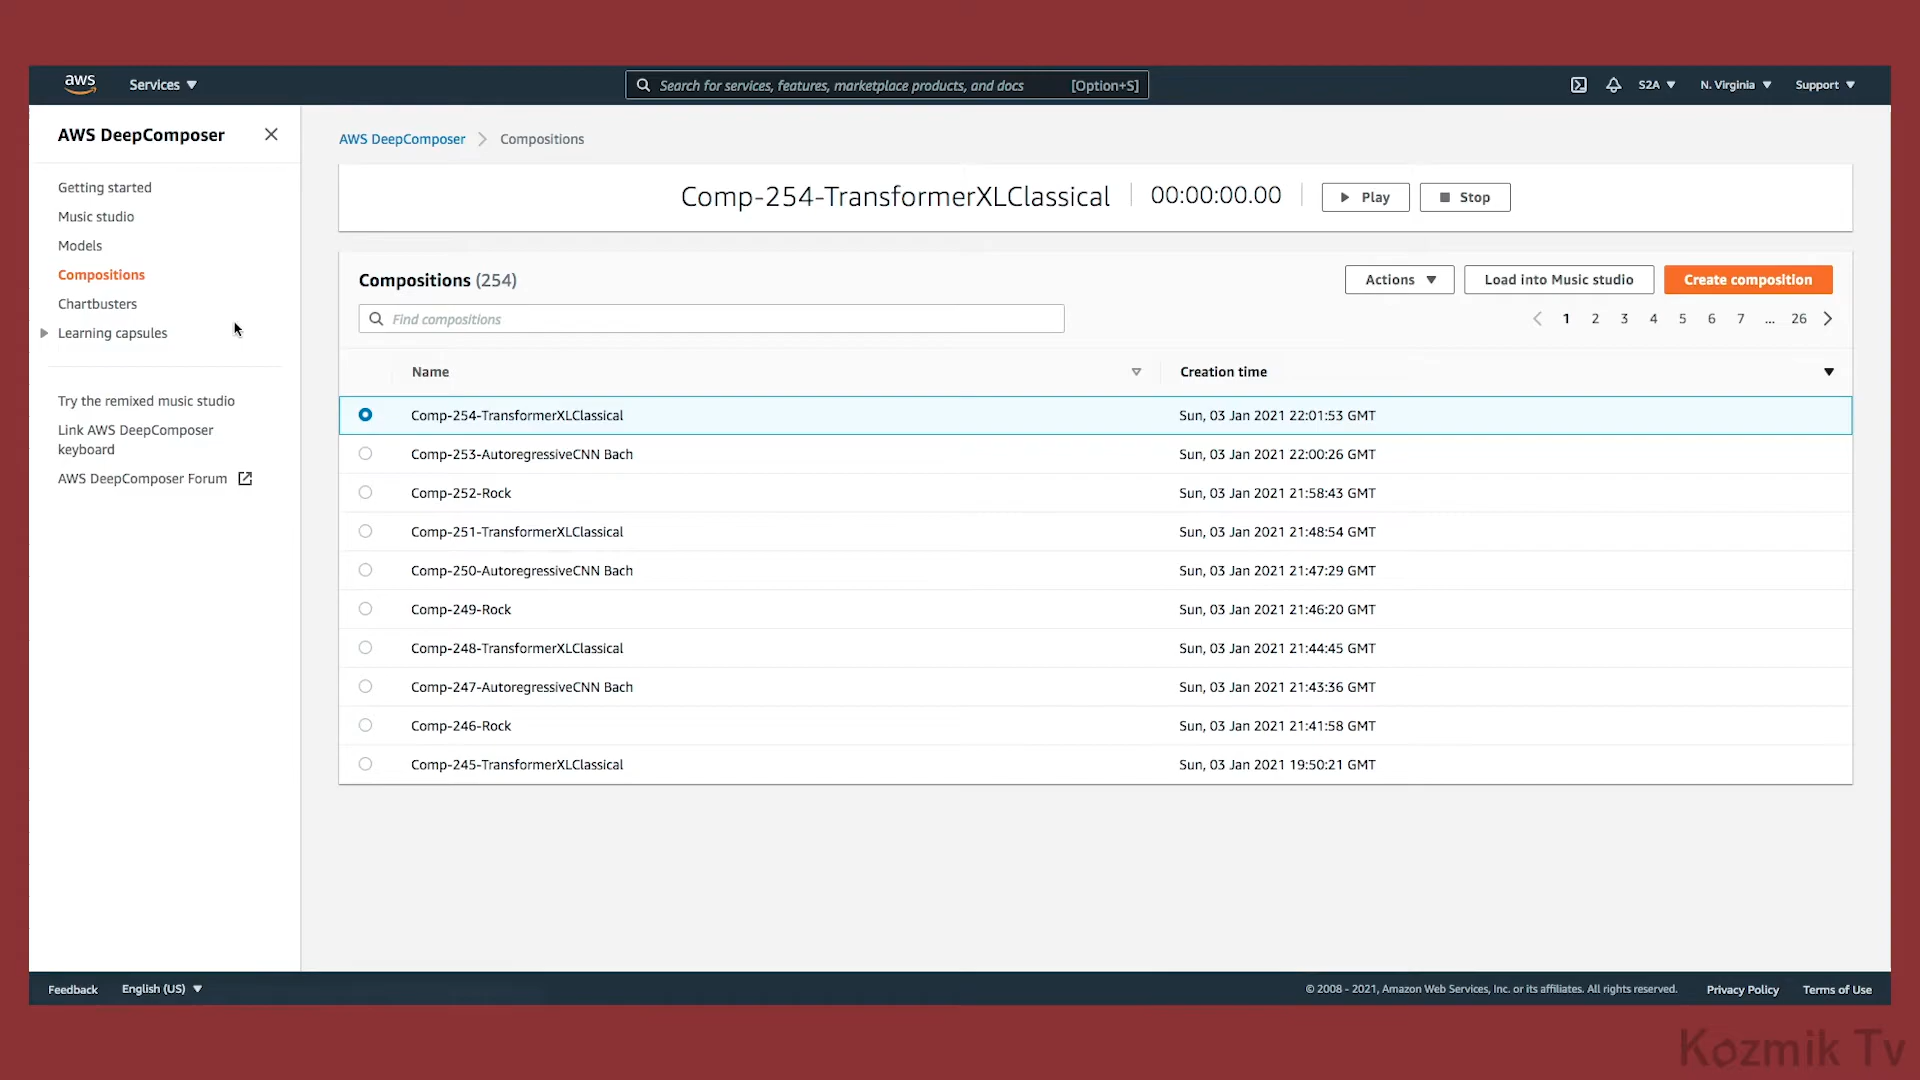 aws Services Search for services, features, marketplace products, and docs [Option+S] S2A N. Virginia Support
AWS DeepComposer
Getting started
Music studio
Models
Compositions
Chartbusters
Learning capsules
Try the remixed music studio
Link AWS DeepComposer
keyboard
AWS DeepComposer Forum
AWS DeepComposer Compositions
Comp-254-TransformerXLClassical 00:00:00.00 Play Stop
Compositions (254) Actions Load into Music studio Create composition
Find compositions 1 2 3 4 5 6 7 ... 26
Name Creation time
Comp-254-TransformerXLClassical Sun, 03 Jan 2021 22:01:53 GMT
Comp-253-AutoregressiveCNN Bach Sun, 03 Jan 2021 22:00:26 GMT
Comp-252-Rock Sun, 03 Jan 2021 21:58:43 GMT
Comp-251-TransformerXLClassical Sun, 03 Jan 2021 21:48:54 GMT
Comp-250-AutoregressiveCNN Bach Sun, 03 Jan 2021 21:47:29 GMT
Comp-249-Rock Sun, 03 Jan 2021 21:46:20 GMT
Comp-248-TransformerXLClassical Sun, 03 Jan 2021 21:44:45 GMT
Comp-247-AutoregressiveCNN Bach Sun, 03 Jan 2021 21:43:36 GMT
Comp-246-Rock Sun, 03 Jan 2021 21:41:58 GMT
Comp-245-TransformerXLClassical Sun, 03 Jan 2021 19:50:21 GMT
Feedback English (US) © 2008 - 2021, Amazon Web Services, Inc. or its affiliates. All rights reserved. Privacy Policy Terms of Use
Kozmik Tv